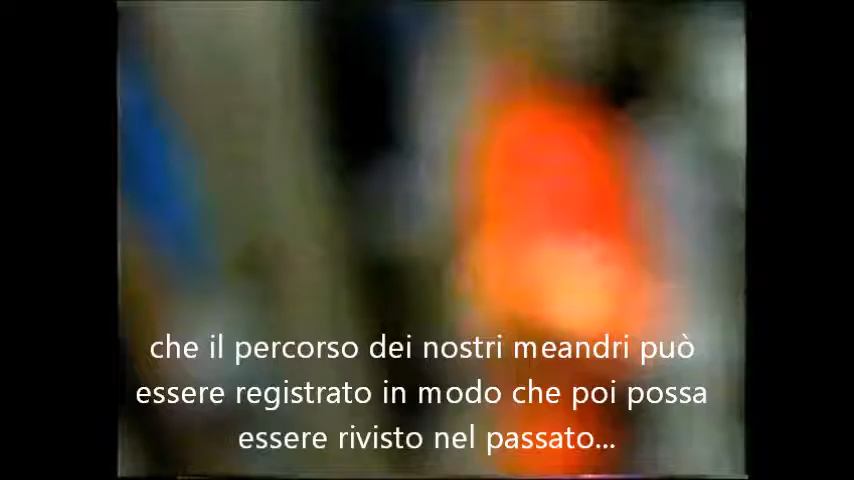 che il percorso dei nostri meandri può
essere registrato in modo che poi possa
essere rivisto nel passato...